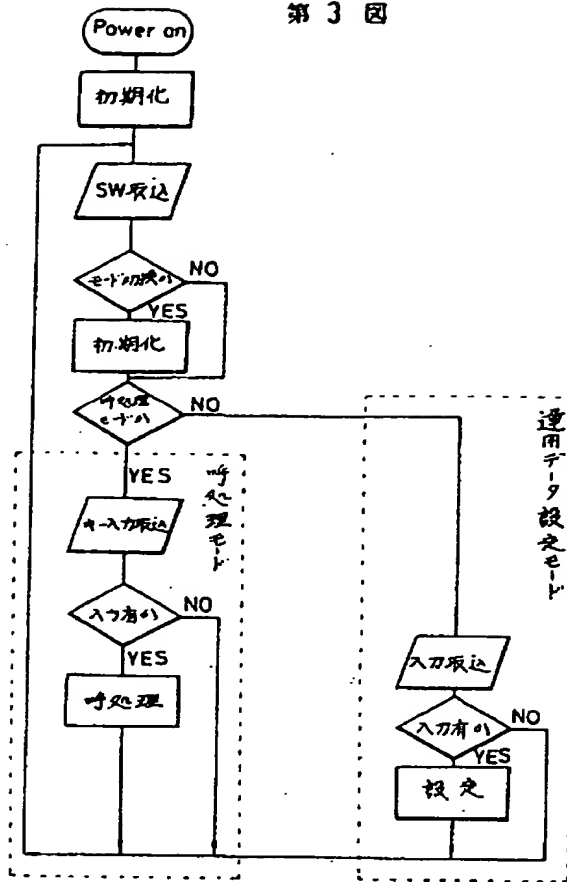 第 3 図
Power on
初期化
SW取込
モード切換か
NO
YES
初期化
呼処理
モードか
NO
YES
呼処理モード
キー入力取込
入力有か
NO
YES
呼処理
運用データ設定モード
入力取込
入力有か
NO
YES
設定